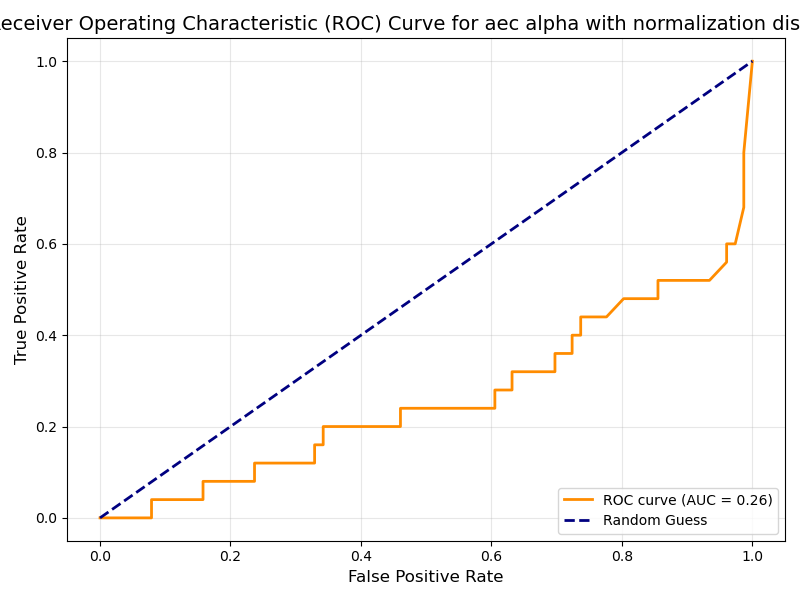 eceiver Operating Characteristic (ROC) Curve for aec alpha with normalization dis
1.0
0.8
0.6
0.4
0.2
0.0
True Positive Rate
0.0 0.2 0.4 0.6 0.8 1.0
False Positive Rate
ROC curve (AUC = 0.26)
Random Guess